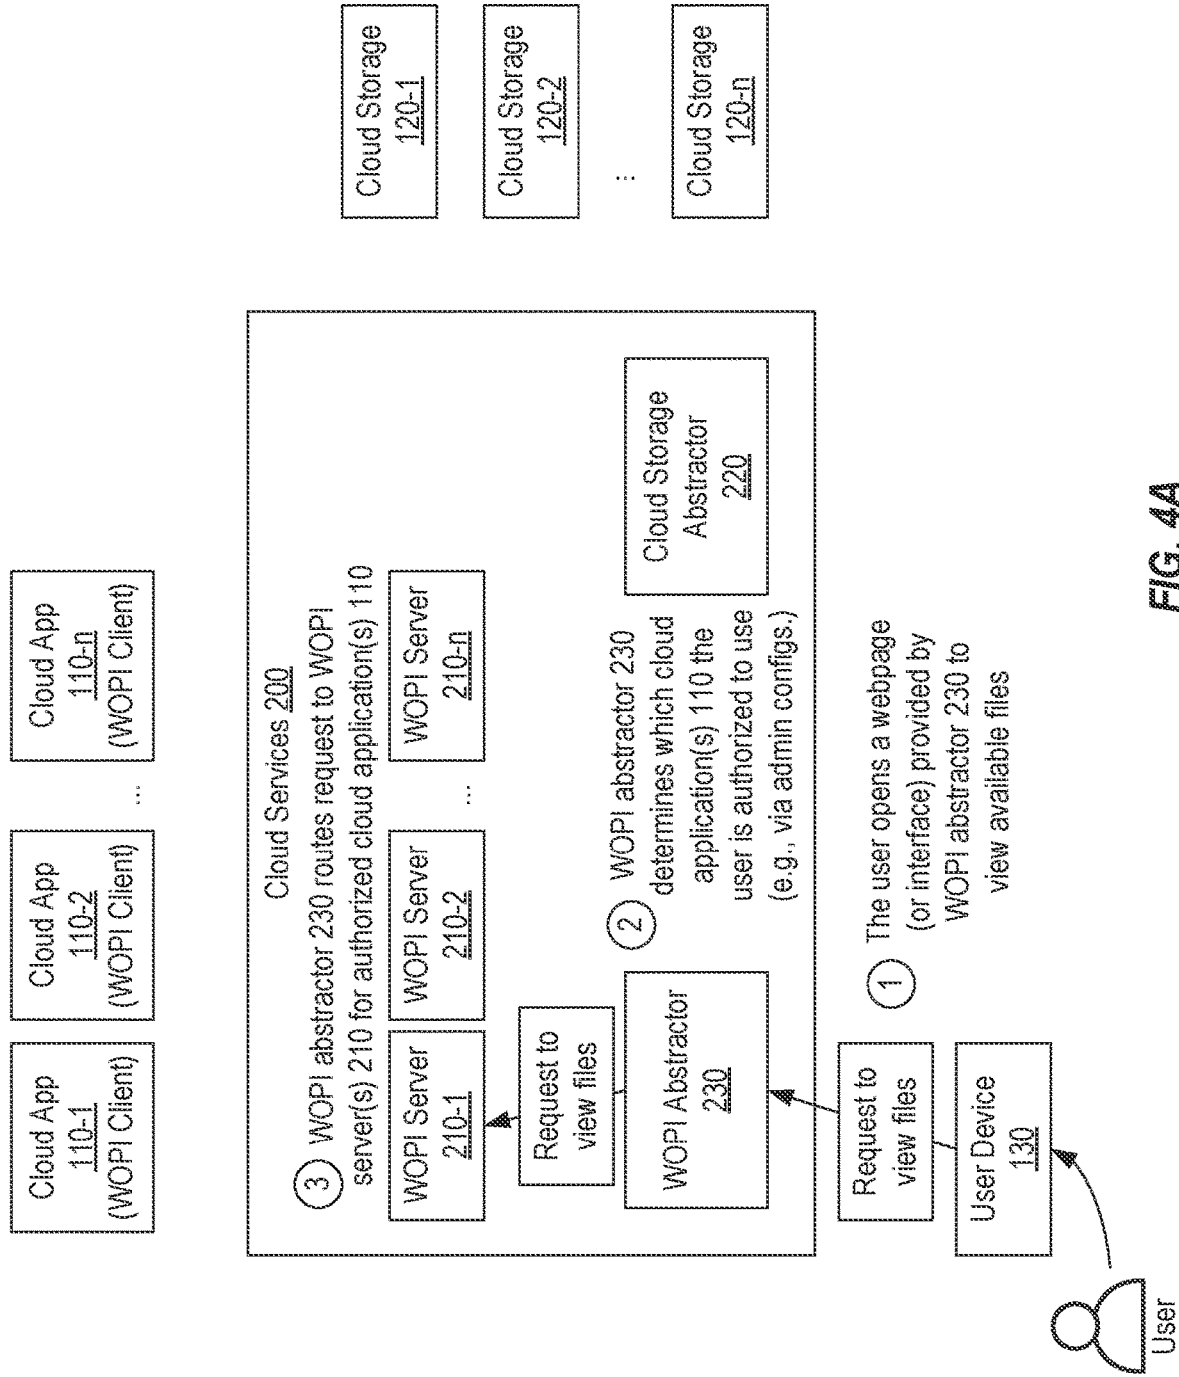 Cloud App
110-1
(WOPI Client)
Cloud App
110-2
(WOPI Client)
...
Cloud App
110-n
(WOPI Client)
Cloud Services 200
3
WOPI abstractor 230 routes request to WOPI
server(s) 210 for authorized cloud application(s) 110
WOPI Server
210-1
WOPI Server
210-2
...
WOPI Server
210-n
Request to
view files
2
WOPI abstractor 230
determines which cloud
application(s) 110 the
user is authorized to use
(e.g., via admin configs.)
WOPI Abstractor
230
Cloud Storage
Abstractor
220
Cloud Storage
120-1
Cloud Storage
120-2
...
Cloud Storage
120-n
Request to
view files
1
The user opens a webpage
(or interface) provided by
WOPI abstractor 230 to
view available files
User Device
130
User
FIG. 4A